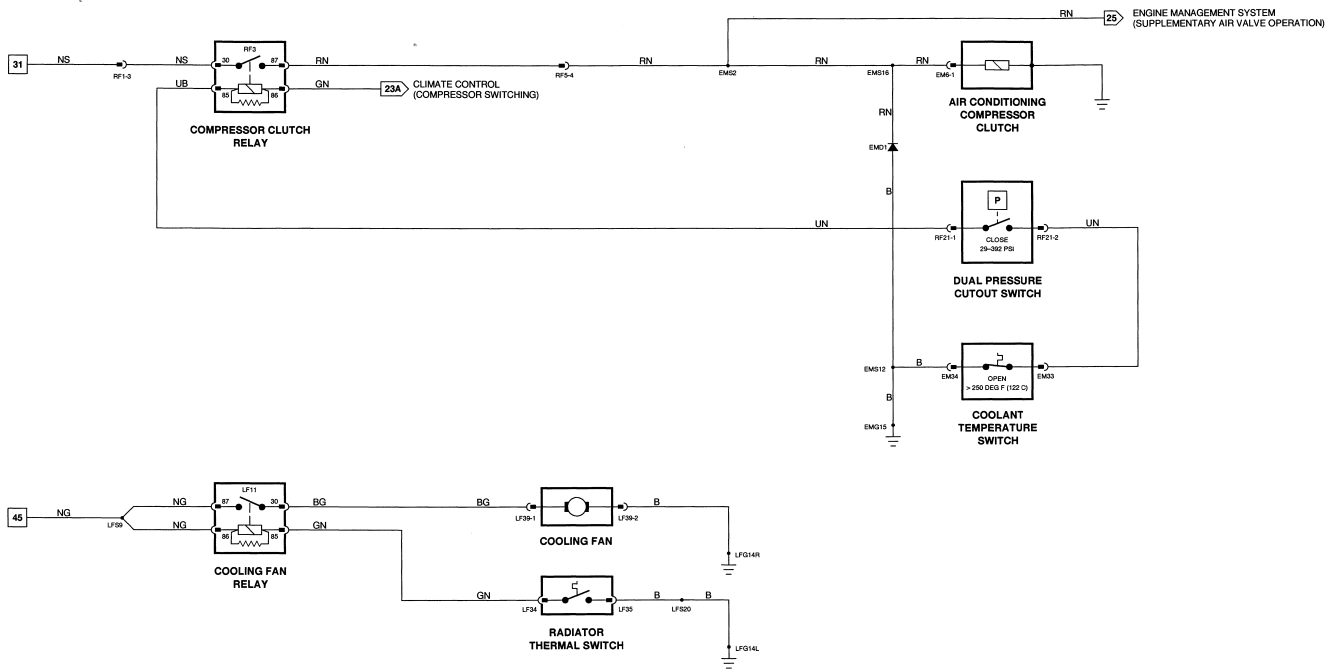 RN
25
ENGINE MANAGEMENT SYSTEM
(SUPPLEMENTARY AIR VALVE OPERATION)
31
NS
RF1-3
NS
RF3
30
87
85
86
RN
RF5-4
RN
EMS2
RN
EMS16
RN
EM6-1
UB
GN
23A
CLIMATE CONTROL
(COMPRESSOR SWITCHING)
COMPRESSOR CLUTCH
RELAY
AIR CONDITIONING
COMPRESSOR
CLUTCH
RN
EMD1
B
P
UN
RF21-1
CLOSE
29–392 PSI
RF21-2
UN
DUAL PRESSURE
CUTOUT SWITCH
EMS12
B
EM34
OPEN
> 250 DEG F (122 C)
EM33
B
EMG15
COOLANT
TEMPERATURE
SWITCH
45
NG
LFS9
NG
NG
LF11
87
30
86
85
BG
BG
LF39-1
LF39-2
B
GN
COOLING FAN
LFG14R
COOLING FAN
RELAY
GN
LF34
LF35
B
LFS20
B
RADIATOR
THERMAL SWITCH
LFG14L